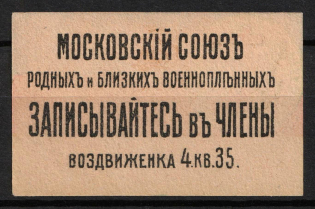 МОСКОВСКІЙ СОЮЗЪ
РОДНЫХЪ и БЛИЗКИХЪ ВОЕННОПЛѢННЫХЪ
ЗАПИСЫВАЙТЕСЬ въ ЧЛЕНЫ
ВОЗДВИЖЕНКА 4.кв.35.